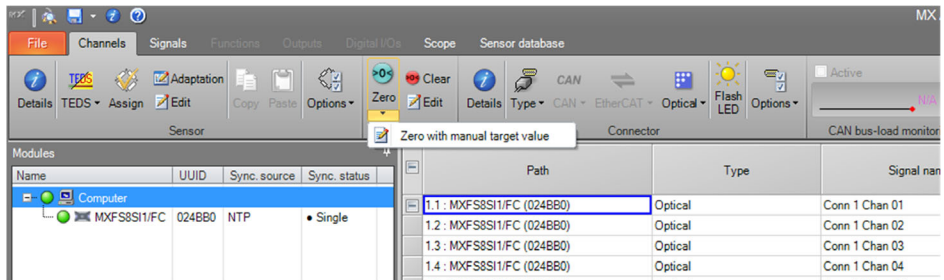 MX MX
File Channels Signals Functions Outputs Digital I/Os Scope Sensor database
Details TEDS TEDS Assign Adaptation Edit Copy Paste Options
>0< Zero Clear Edit
Details Type CAN CAN EtherCAT Optical Flash LED Options
Active
N/A
Sensor Connector CAN bus-load monitor
Zero with manual target value
Modules
Name UUID Sync. source Sync. status
Computer
MXFS8SI1/FC 024BB0 NTP • Single
Path Type Signal nan
1.1 : MXFS8SI1/FC (024BB0) Optical Conn 1 Chan 01
1.2 : MXFS8SI1/FC (024BB0) Optical Conn 1 Chan 02
1.3 : MXFS8SI1/FC (024BB0) Optical Conn 1 Chan 03
1.4 : MXFS8SI1/FC (024BB0) Optical Conn 1 Chan 04